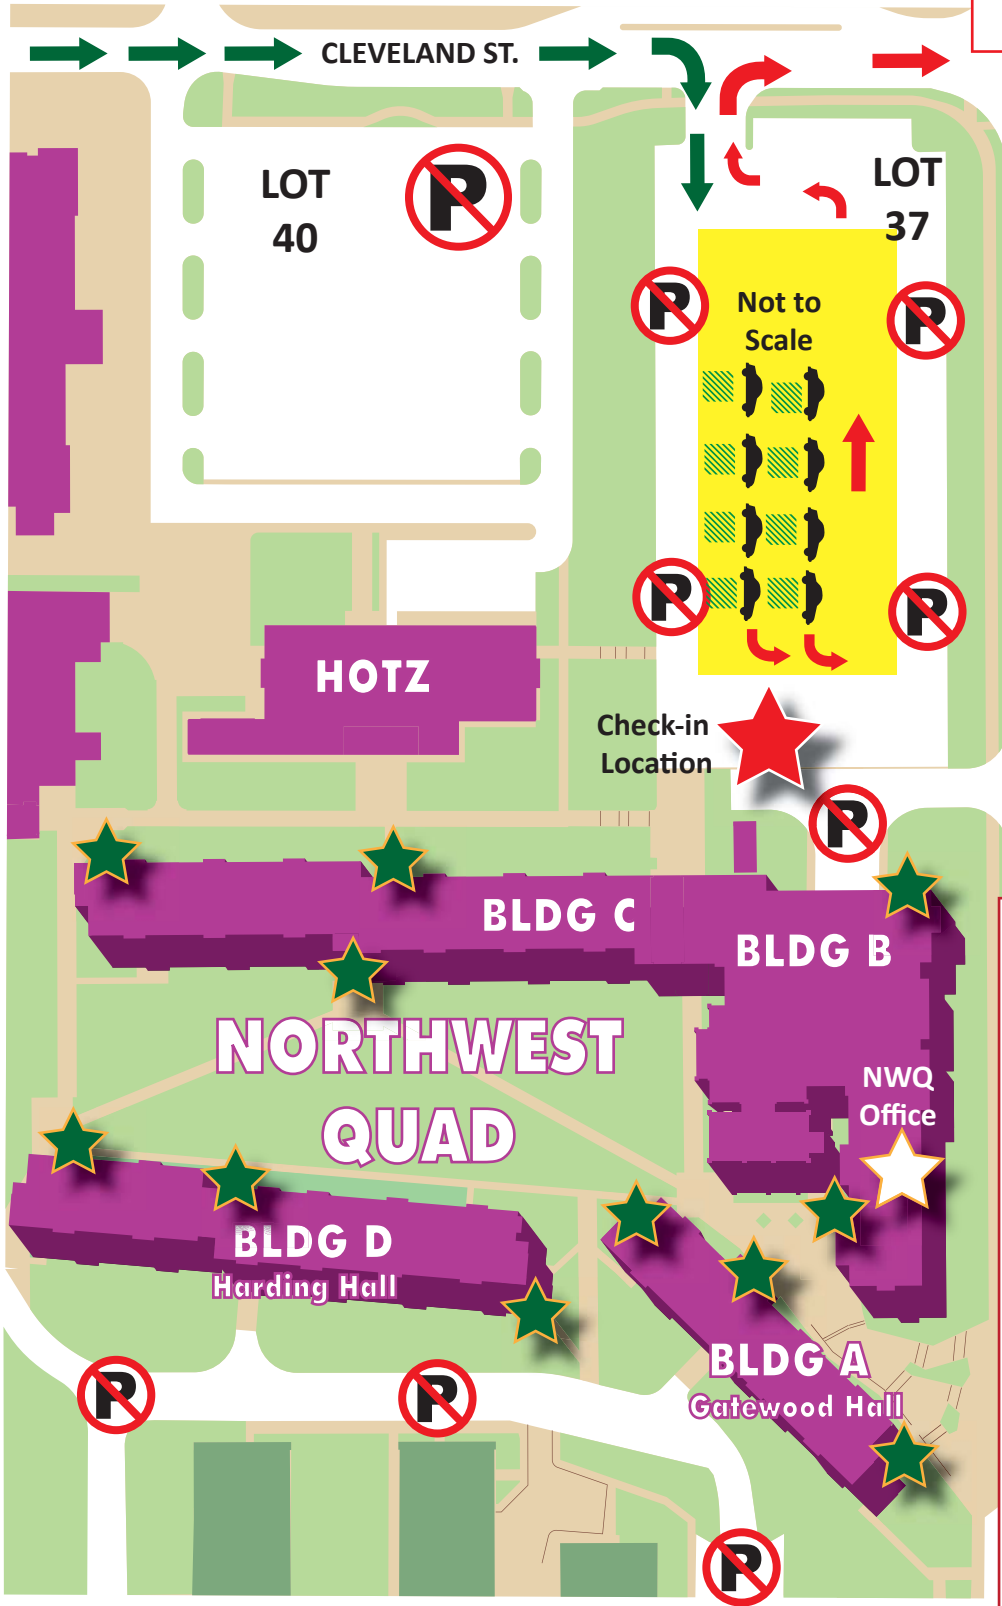 CLEVELAND ST.
LOT
40
P
LOT
37
P
P
Not to
Scale
P
P
HOTZ
Check-in
Location
P
BLDG C
BLDG B
NORTHWEST
QUAD
NWQ
Office
BLDG D
Harding Hall
BLDG A
Gatewood Hall
P
P
P